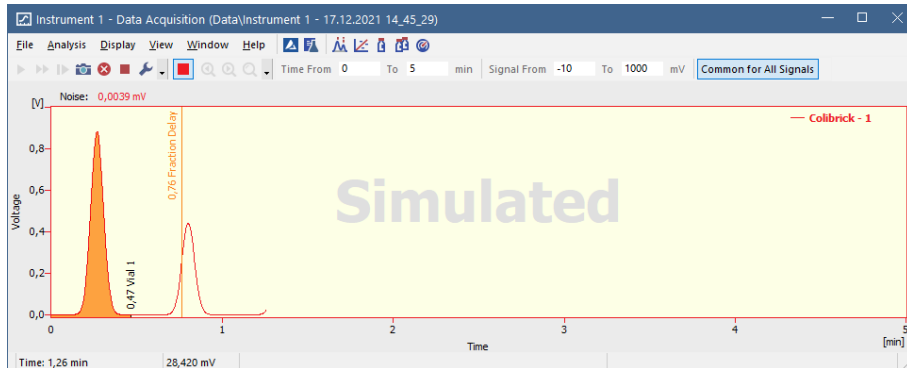 Instrument 1 - Data Acquisition (Data\Instrument 1 - 17.12.2021 14_45_29)
File Analysis Display View Window Help
Time From 0 To 5 min Signal From -10 To 1000 mV Common for All Signals
Noise: 0,0039 mV
[V]
Colibrick - 1
0,8
0,6
0,4
0,2
0,0
Voltage
0,76 Fraction Delay
0,47 Vial 1
Simulated
0 1 2 3 4 5
Time
[min]
Time: 1,26 min 28,420 mV